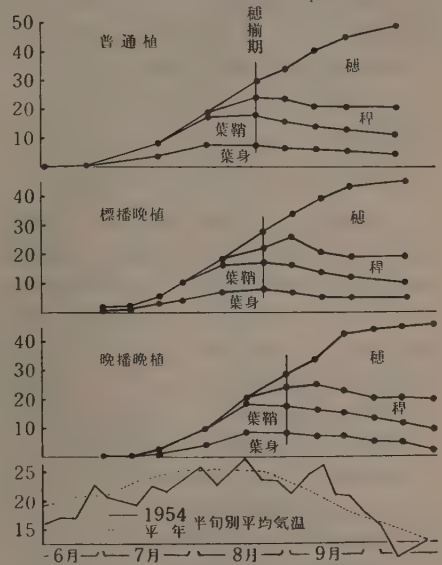 50
40
30
20
10
普通植
穂揃期
穂
稈
葉鞘
葉身
40
30
20
10
標播晩植
穂
稈
葉鞘
葉身
40
30
20
10
晩播晩植
穂
稈
葉鞘
葉身
25
20
15
1954
平年
半旬別平均気温
6月
7月
8月
9月